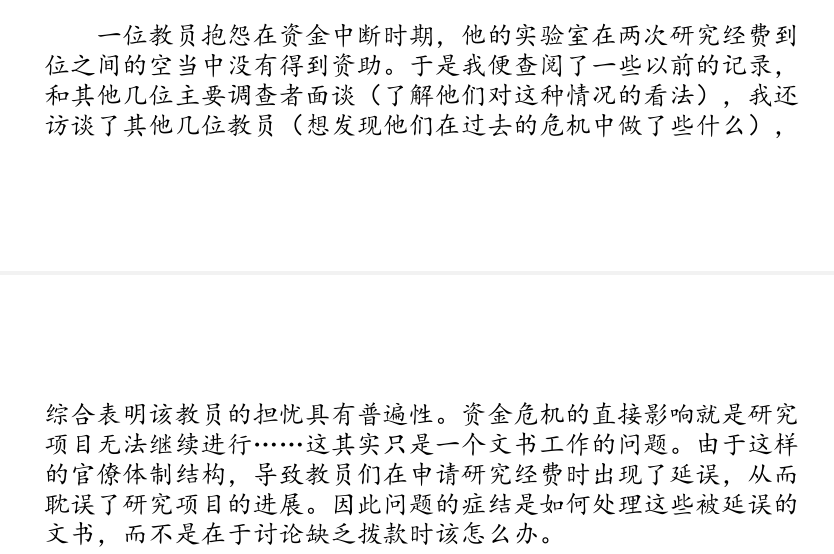 一位教员抱怨在资金中断时期，他的实验室在两次研究经费到
位之间的空当中没有得到资助。于是我便查阅了一些以前的记录，
和其他几位主要调查者面谈（了解他们对这种情况的看法），我还
访谈了其他几位教员（想发现他们在过去的危机中做了些什么），
综合表明该教员的担忧具有普遍性。资金危机的直接影响就是研究
项目无法继续进行……这其实只是一个文书工作的问题。由于这样
的官僚体制结构，导致教员们在申请研究经费时出现了延误，从而
耽误了研究项目的进展。因此问题的症结是如何处理这些被延误的
文书，而不是在于讨论缺乏拨款时该怎么办。